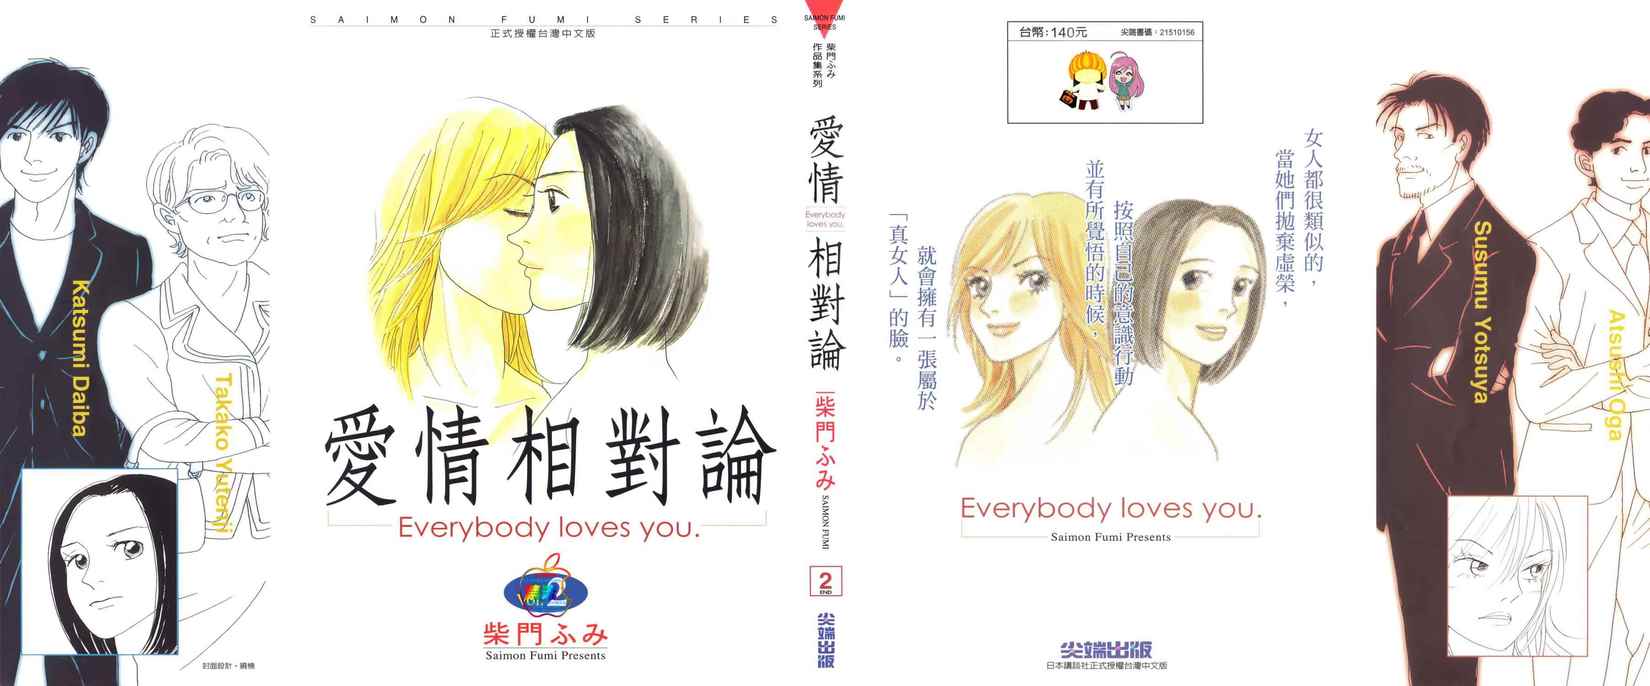 Katsumi Daiba
Takako Yutenji
封面設計・嬈機
SAIMON FUMI SERIES
正式授權台灣中文版
愛情相對論
Everybody loves you.
Vol.2
柴門ふみ
Saimon Fumi Presents
SAIMON FUMI
SERIES
柴門ふみ
作品集系列
愛情
Everybody
loves you.
相對論
柴門ふみ
SAIMON FUMI
2
END
尖端出版
台幣:140元
尖端書碼:21510156
女人都很類似的,
當她們拋棄虛榮,
按照自己的意識行動
並有所覺悟的時候,
就會擁有一張屬於
「真女人」的臉。
Everybody loves you.
Saimon Fumi Presents
尖端出版
日本講談社正式授權台灣中文版
Susumu Yotsuya
Atsushi Oga